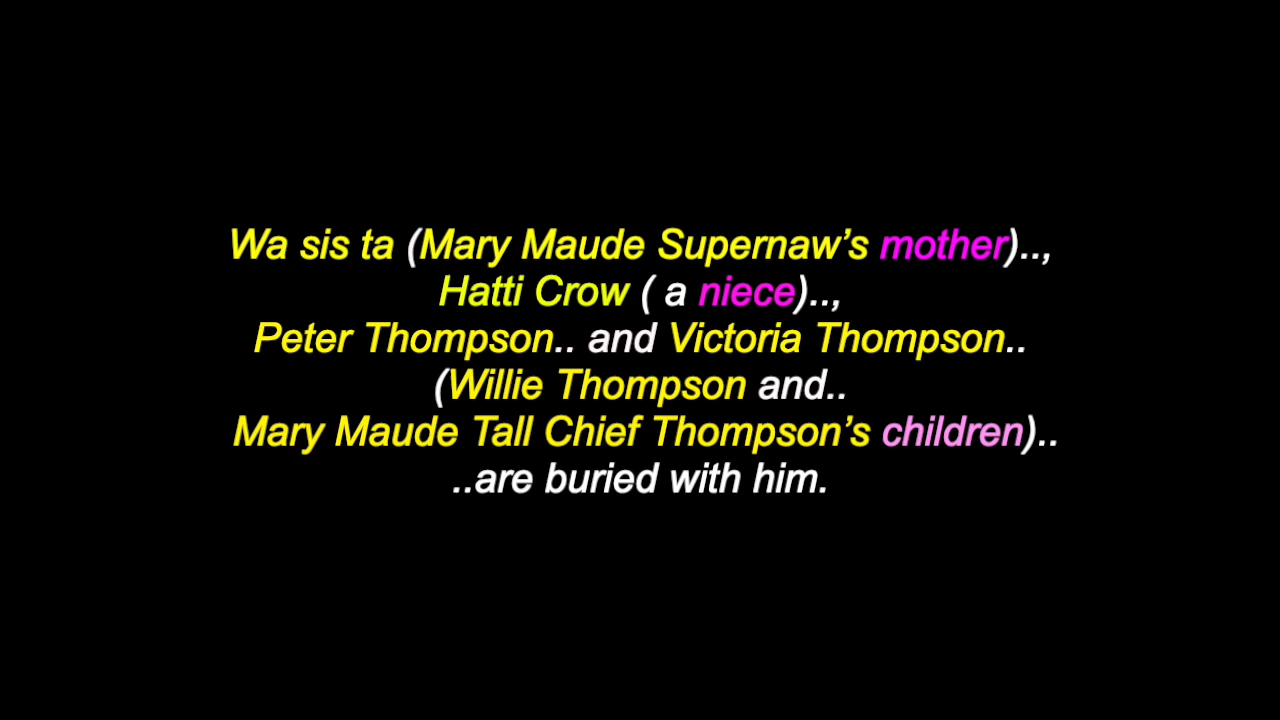 Wa sis ta (Mary Maude Supernaw’s mother)..,
Hatti Crow ( a niece)..,
Peter Thompson.. and Victoria Thompson..
(Willie Thompson and..
Mary Maude Tall Chief Thompson’s children)..
..are buried with him.